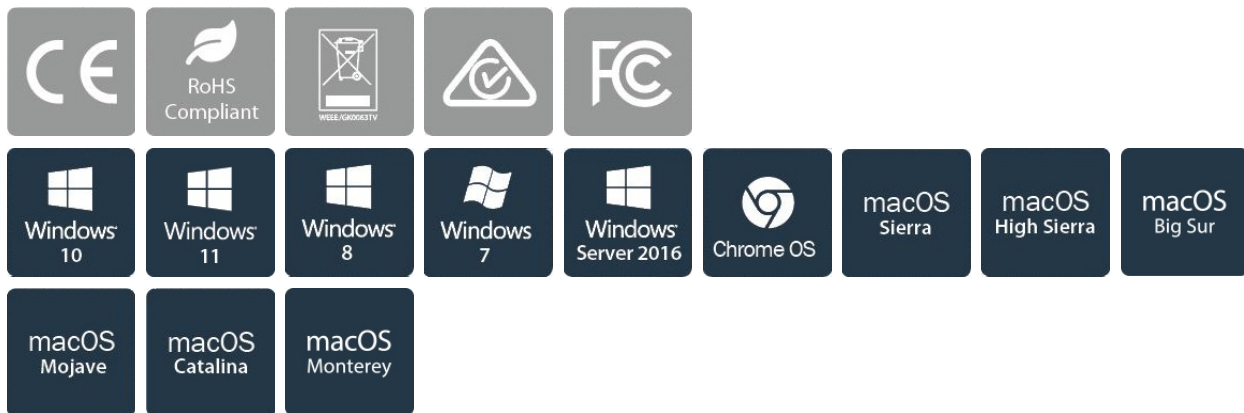 CE
RoHS
Compliant
WEEE/GK0063TV
FC
Windows
10
Windows
11
Windows
8
Windows
7
Windows
Server 2016
Chrome OS
macOS
Sierra
macOS
High Sierra
macOS
Big Sur
macOS
Mojave
macOS
Catalina
macOS
Monterey